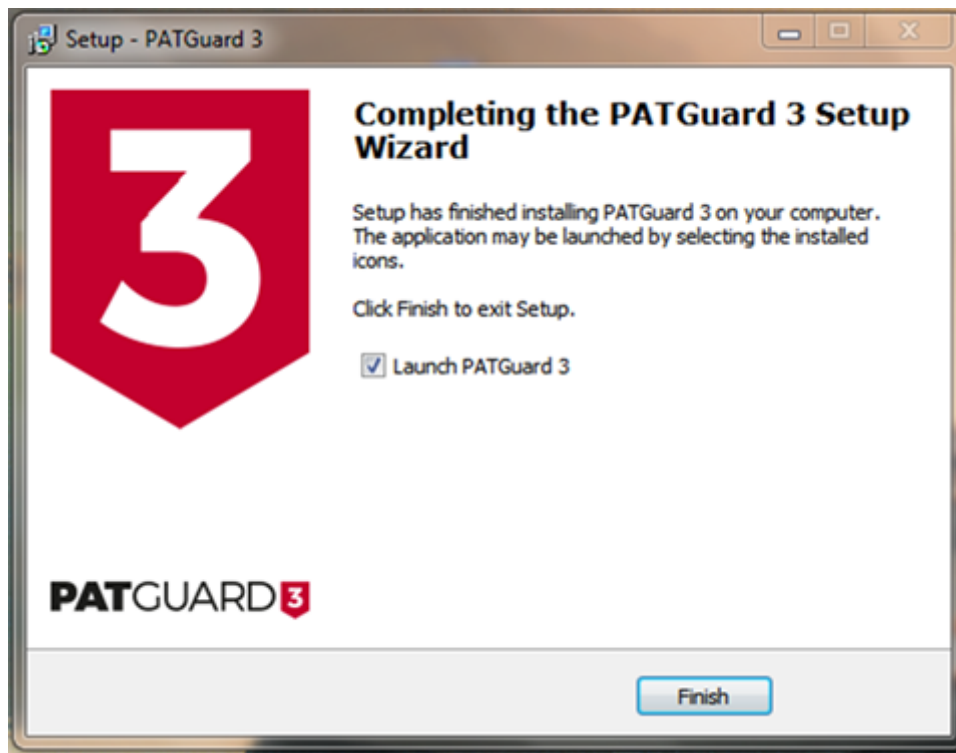 Setup - PATGuard 3
3
Completing the PATGuard 3 Setup
Wizard
Setup has finished installing PATGuard 3 on your computer.
The application may be launched by selecting the installed
icons.
Click Finish to exit Setup.
Launch PATGuard 3
PATGUARD3
Finish